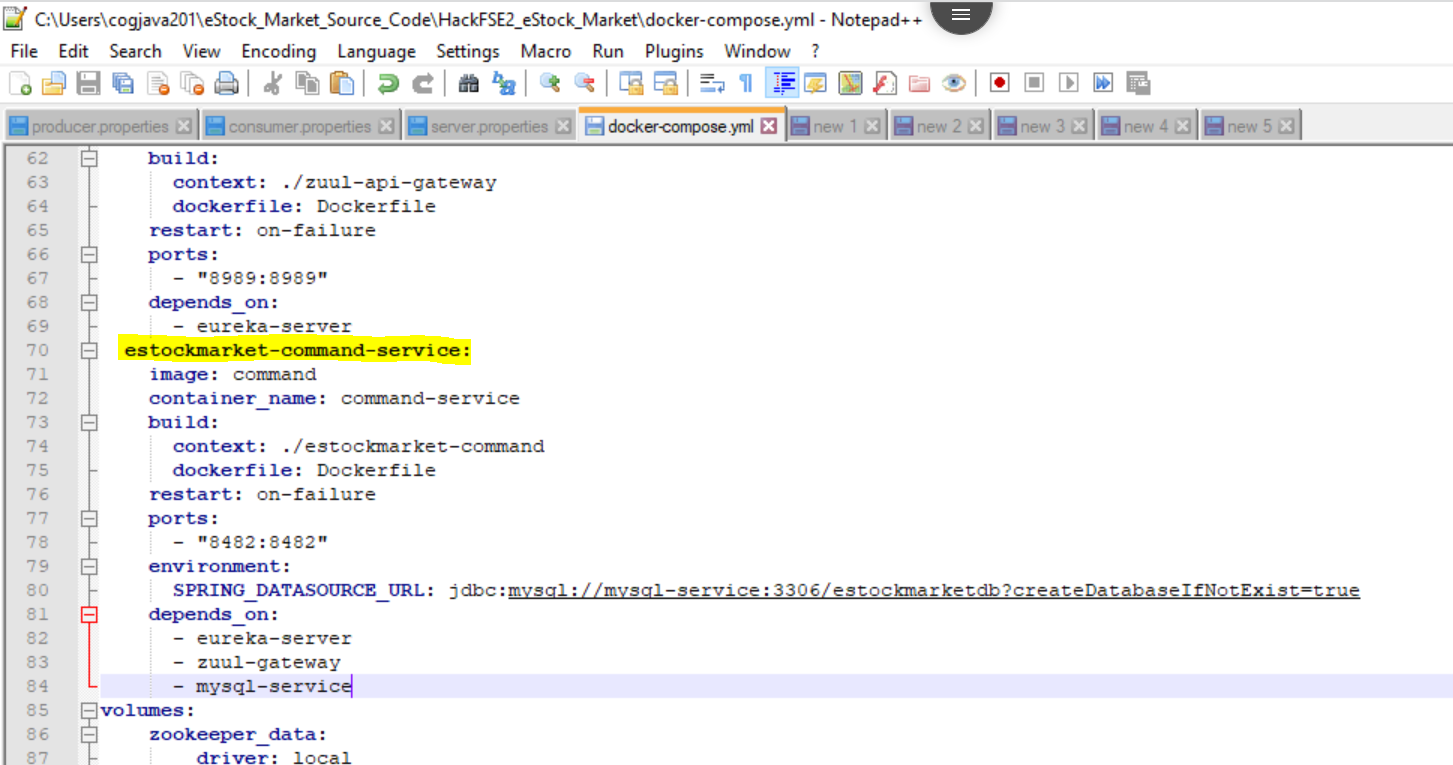 C:\Users\cogjava201\eStock_Market_Source_Code\HackFSE2_eStock_Market\docker-compose.yml - Notepad++
File Edit Search View Encoding Language Settings Macro Run Plugins Window ?
producer.properties consumer.properties server.properties docker-compose.yml new 1 new 2 new 3 new 4 new 5
62 build:
63 context: ./zuul-api-gateway
64 dockerfile: Dockerfile
65 restart: on-failure
66 ports:
67 - "8989:8989"
68 depends_on:
69 - eureka-server
70 estockmarket-command-service:
71 image: command
72 container_name: command-service
73 build:
74 context: ./estockmarket-command
75 dockerfile: Dockerfile
76 restart: on-failure
77 ports:
78 - "8482:8482"
79 environment:
80 SPRING_DATASOURCE_URL: jdbc:mysql://mysql-service:3306/estockmarketdb?createDatabaseIfNotExist=true
81 depends_on:
82 - eureka-server
83 - zuul-gateway
84 - mysql-service
85 volumes:
86 zookeeper_data:
87 driver: local